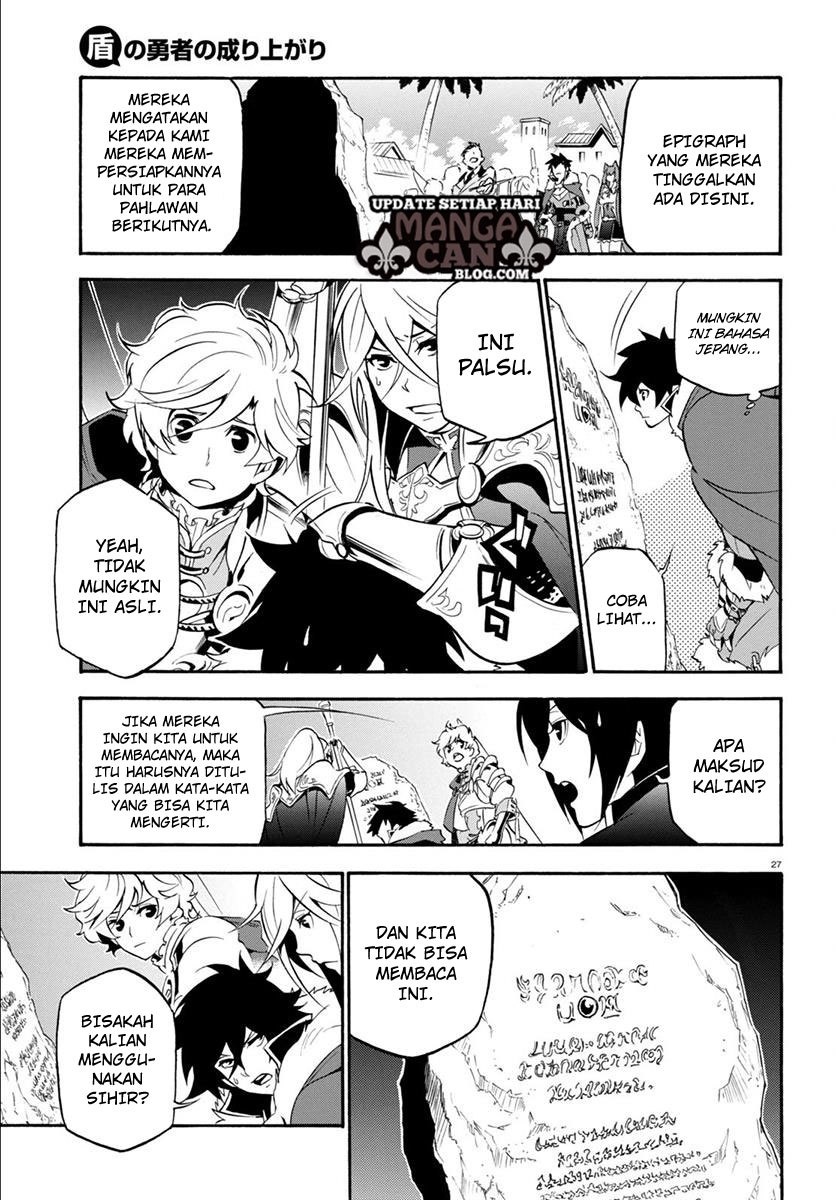 盾の勇者の成り上がり
EPIGRAPH
YANG MEREKA
TINGGALKAN
ADA DISINI.
MEREKA
MENGATAKAN
KEPADA KAMI
MEREKA MEM-
PERSIAPKANNYA
UNTUK PARA
PAHLAWAN
BERIKUTNYA.
UPDATE SETIAP HARI
MANGA
CAN
BLOG.COM
MUNGKIN
INI BAHASA
JEPANG...
COBA
LIHAT...
INI
PALSU.
YEAH,
TIDAK
MUNGKIN
INI ASLI.
APA
MAKSUD
KALIAN?
JIKA MEREKA
INGIN KITA UNTUK
MEMBACANYA, MAKA
ITU HARUSNYA DITU-
LIS DALAM KATA-KATA
YANG BISA KITA
MENGERTI.
27
DAN KITA
TIDAK BISA
MEMBACA
INI.
BISAKAH
KALIAN
MENGGU-
NAKAN
SIHIR?